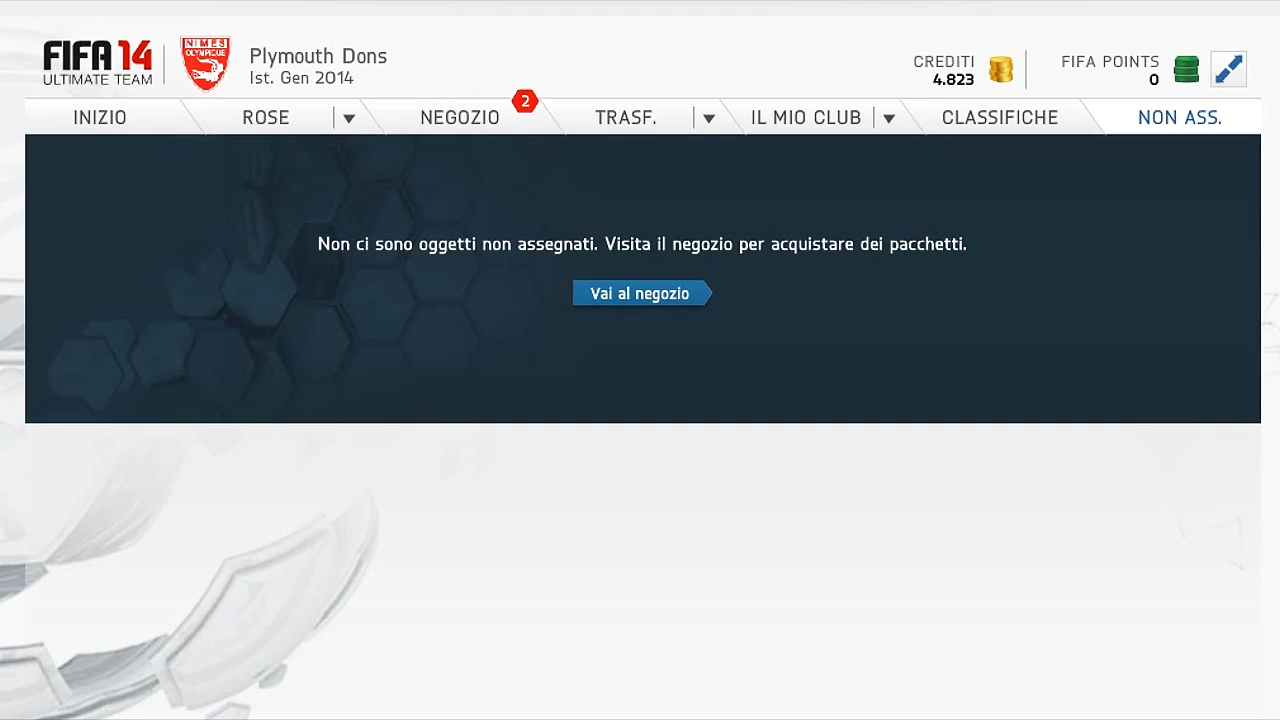 FIFA 14
ULTIMATE TEAM
NIMES
OLYMPIQUE
Plymouth Dons
Ist. Gen 2014
CREDITI
4.823
FIFA POINTS
0
INIZIO
ROSE
NEGOZIO
2
TRASF.
IL MIO CLUB
CLASSIFICHE
NON ASS.
Non ci sono oggetti non assegnati. Visita il negozio per acquistare dei pacchetti.
Vai al negozio